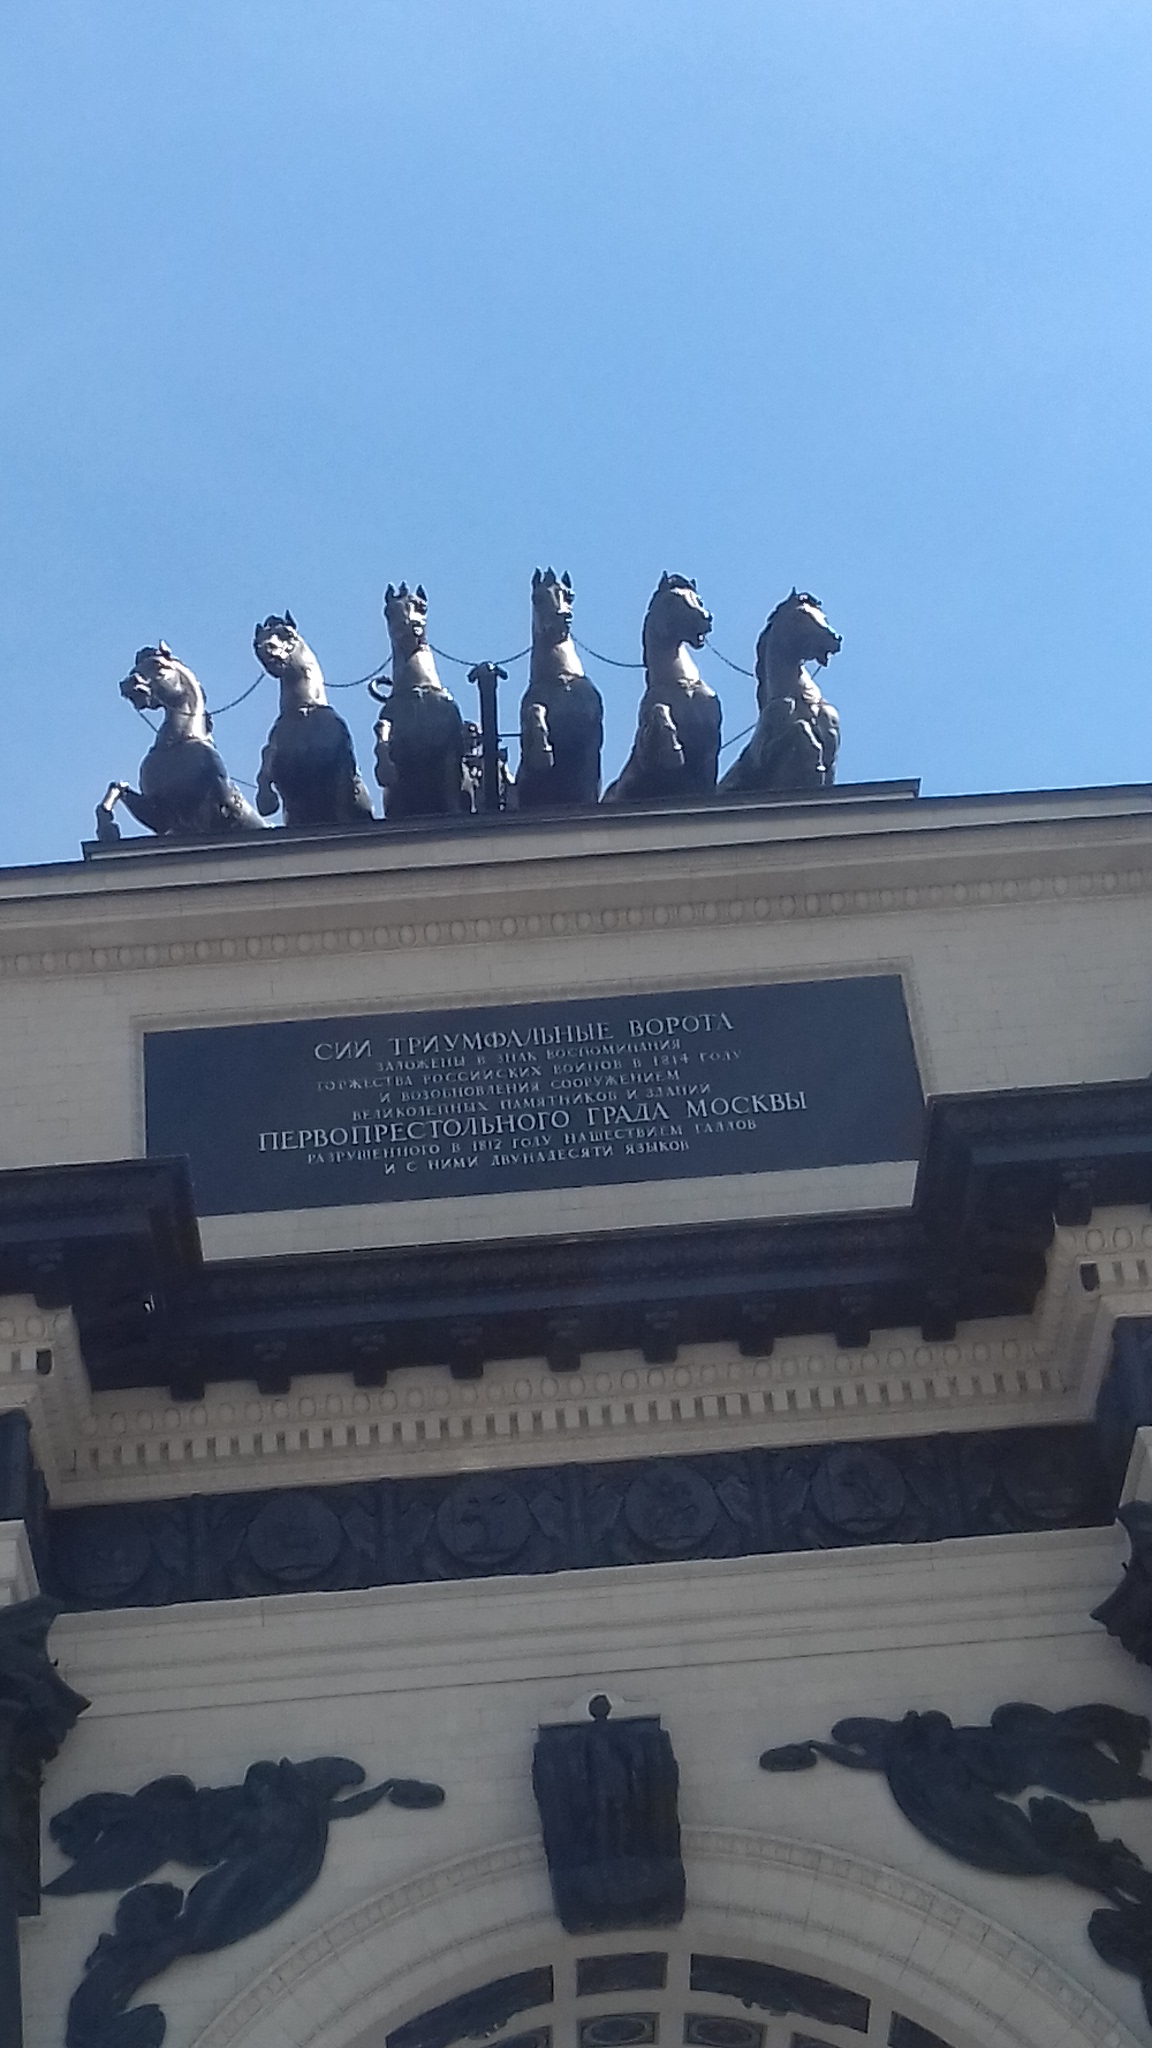 СИИ ТРИУМФАЛЬНЫЕ ВОРОТА
ЗАЛОЖЕНЫ В ЗНАК ВОСПОМИНАНИЯ
ТОРЖЕСТВА РОССИЙСКИХ ВОИНОВ В 1814 ГОДУ
И ВОЗОБНОВЛЕНИЯ СООРУЖЕНИЕМ
ВЕЛИКОЛЕПНЫХ ПАМЯТНИКОВ И ЗДАНИЙ
ПЕРВОПРЕСТОЛЬНОГО ГРАДА МОСКВЫ
РАЗРУШЕННОГО В 1812 ГОДУ НАШЕСТВИЕМ ГАЛЛОВ
И С НИМИ ДВУНАДЕСЯТИ ЯЗЫКОВ